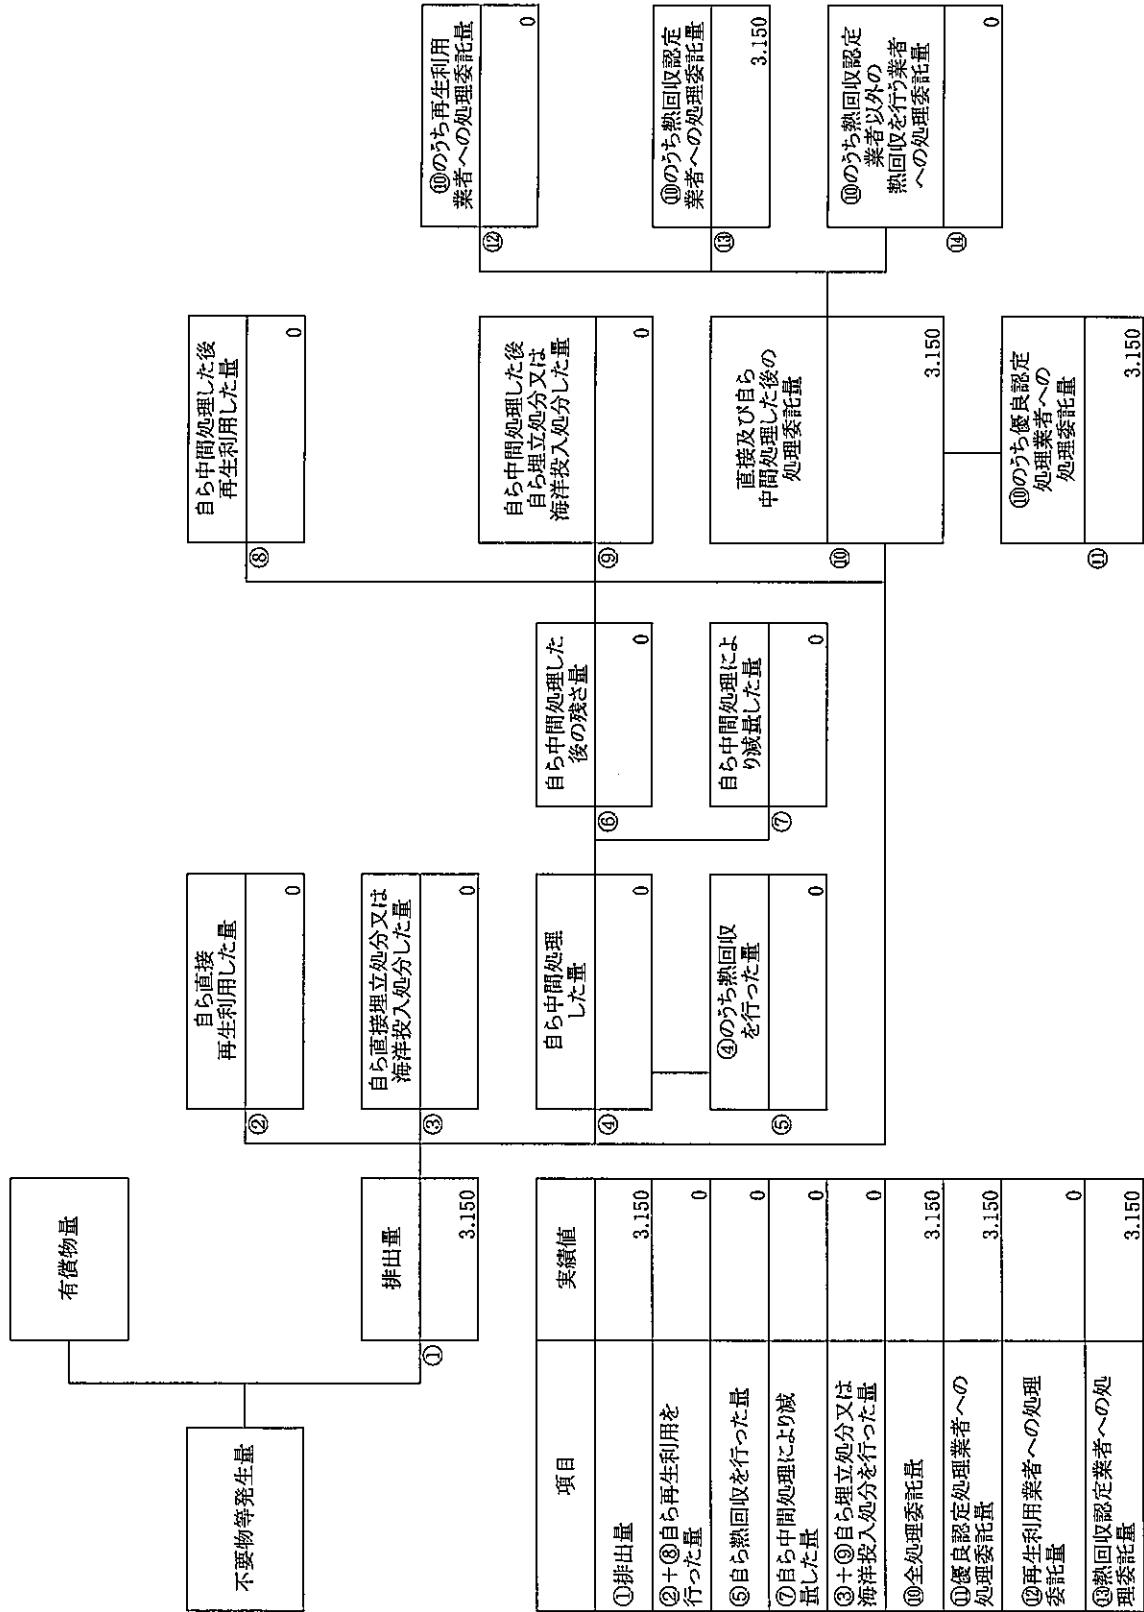 不要物等発生量
有償物量
①
排出量
3.150
②
自ら直接
再生利用した量
0
③
自ら直接埋立処分又は
海洋投入処分した量
0
④
自ら中間処理
した量
0
⑤
④のうち熱回収
を行った量
0
⑥
自ら中間処理した
後の残さ量
0
⑦
自ら中間処理によ
り減量した量
0
⑧
自ら中間処理した後
再生利用した量
0
⑨
自ら中間処理した後
自ら埋立処分又は
海洋投入処分した量
0
⑩
直接及び自ら
中間処理した後の
処理委託量
3.150
⑪
⑩のうち優良認定
処理業者への
処理委託量
3.150
⑫
⑩のうち再生利用
業者への処理委託量
0
⑬
⑩のうち熱回収認定
業者への処理委託量
3.150
⑭
⑩のうち熱回収認定
業者以外の
熱回収を行う業者
への処理委託量
0
項目
実績値
①排出量
3.150
②+⑧自ら再生利用を
行った量
0
⑤自ら熱回収を行った量
0
⑦自ら中間処理により減
量した量
0
③+⑨自ら埋立処分又は
海洋投入処分を行った量
0
⑩全処理委託量
3.150
⑪優良認定処理業者への
処理委託量
3.150
⑫再生利用業者への処理
委託量
0
⑬熱回収認定業者への処
理委託量
3.150